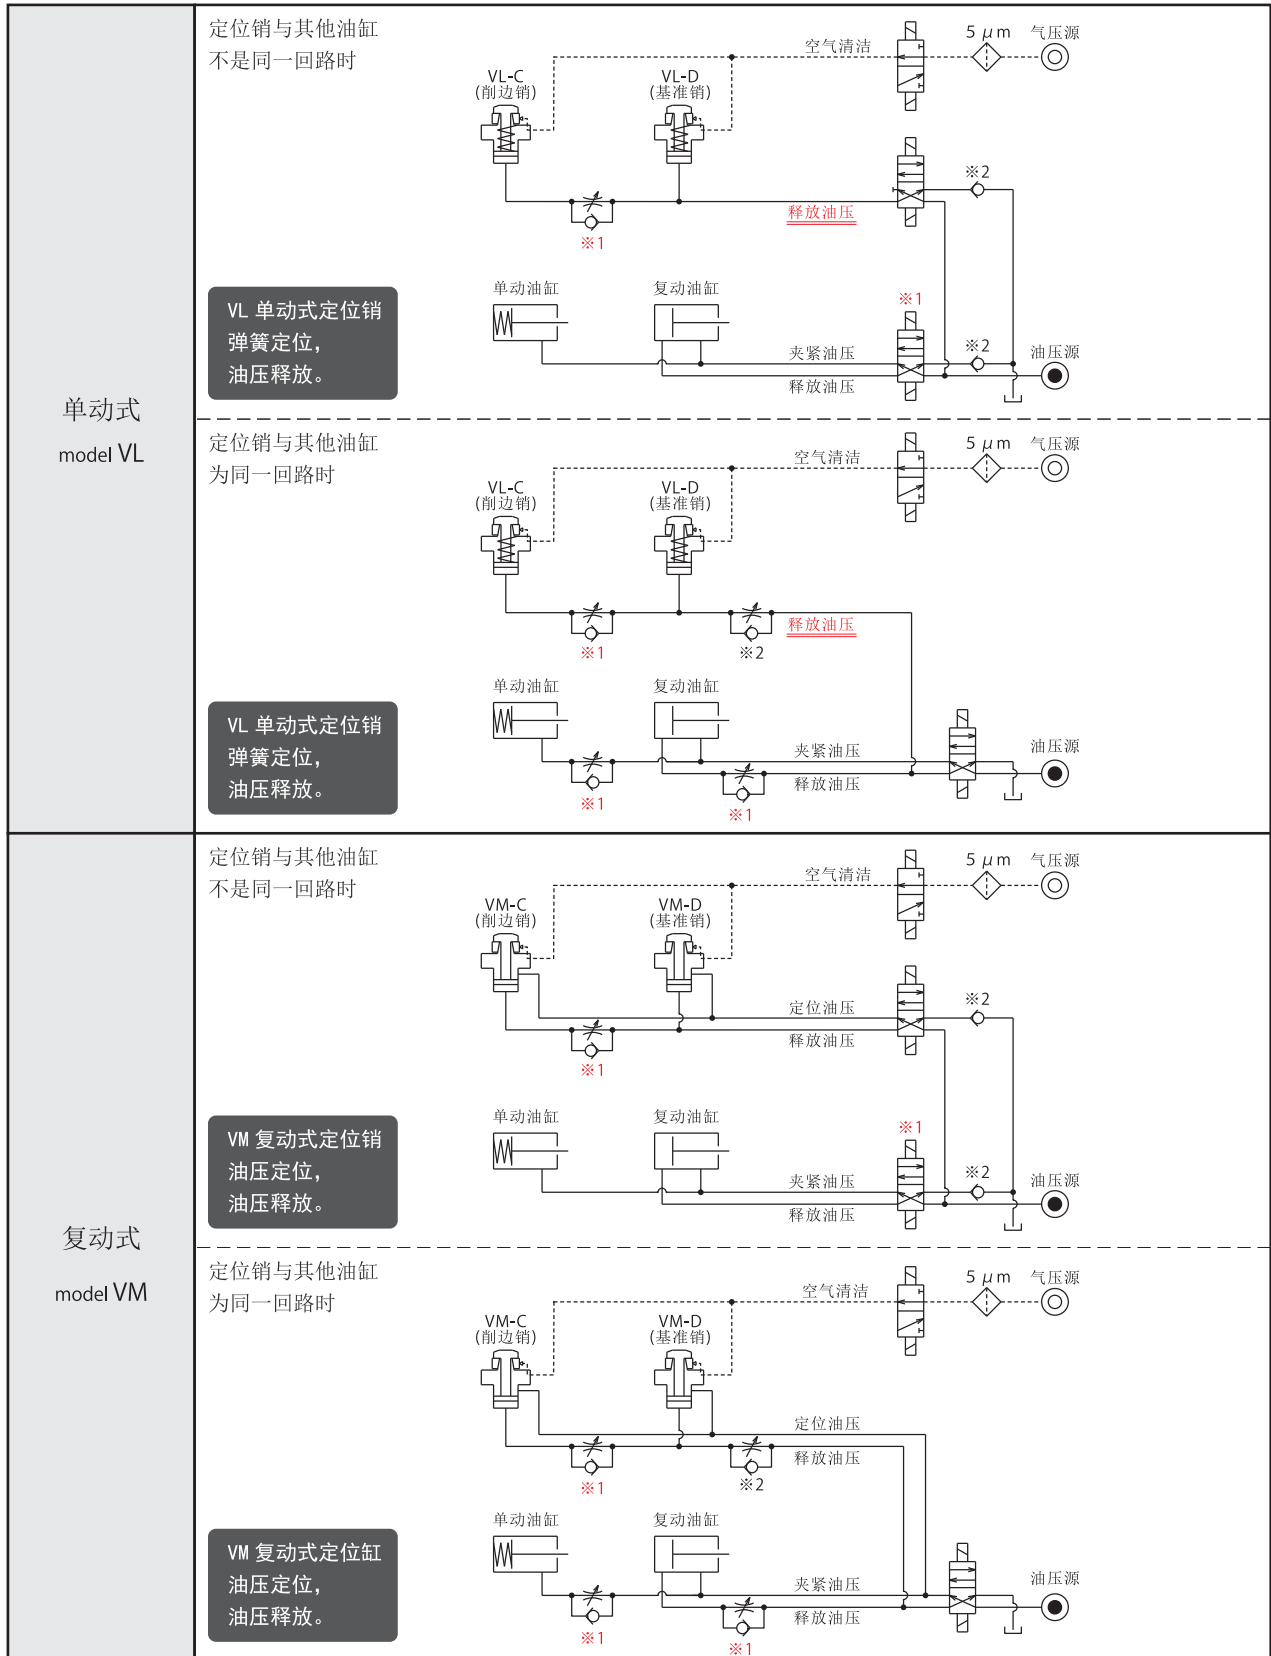 单动式
model VL
定位销与其他油缸
不是同一回路时
空气清洁
5 μm
气压源
VL-C
(削边销)
VL-D
(基准销)
※2
释放油压
※1
VL 单动式定位销
弹簧定位，
油压释放。
单动油缸
复动油缸
※1
夹紧油压
释放油压
※2
油压源
定位销与其他油缸
为同一回路时
空气清洁
5 μm
气压源
VL-C
(削边销)
VL-D
(基准销)
释放油压
※1
※2
VL 单动式定位销
弹簧定位，
油压释放。
单动油缸
复动油缸
夹紧油压
释放油压
油压源
※1
※1
复动式
model VM
定位销与其他油缸
不是同一回路时
空气清洁
5 μm
气压源
VM-C
(削边销)
VM-D
(基准销)
定位油压
释放油压
※2
※1
VM 复动式定位销
油压定位，
油压释放。
单动油缸
复动油缸
※1
夹紧油压
释放油压
※2
油压源
定位销与其他油缸
为同一回路时
空气清洁
5 μm
气压源
VM-C
(削边销)
VM-D
(基准销)
定位油压
释放油压
※1
※2
VM 复动式定位缸
油压定位，
油压释放。
单动油缸
复动油缸
夹紧油压
释放油压
油压源
※1
※1